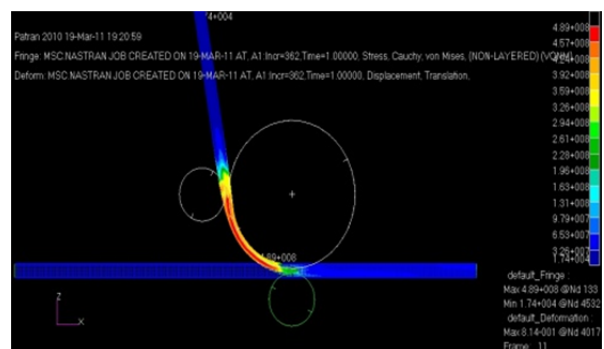 74+004
Patran 2010 19-Mar-11 19:20:59
Fringe: MSC.NASTRAN JOB CREATED ON 19-MAR-11 AT, A1:Incr=362,Time=1.00000, Stress, Cauchy, von Mises, (NON-LAYERED)
Deform: MSC.NASTRAN JOB CREATED ON 19-MAR-11 AT, A1:Incr=362,Time=1.00000, Displacement, Translation,
4.89+008
4.57+008
3.92+008
3.59+008
3.26+008
2.94+008
2.61+008
2.28+008
1.96+008
1.63+008
1.31+008
9.79+007
6.53+007
3.26+007
1.74+004
4.89+008
Z
X
default_Fringe :
Max 4.89+008 @Nd 133
Min 1.74+004 @Nd 4532
default_Deformation :
Max 8.14-001 @Nd 4017
Frame: 11